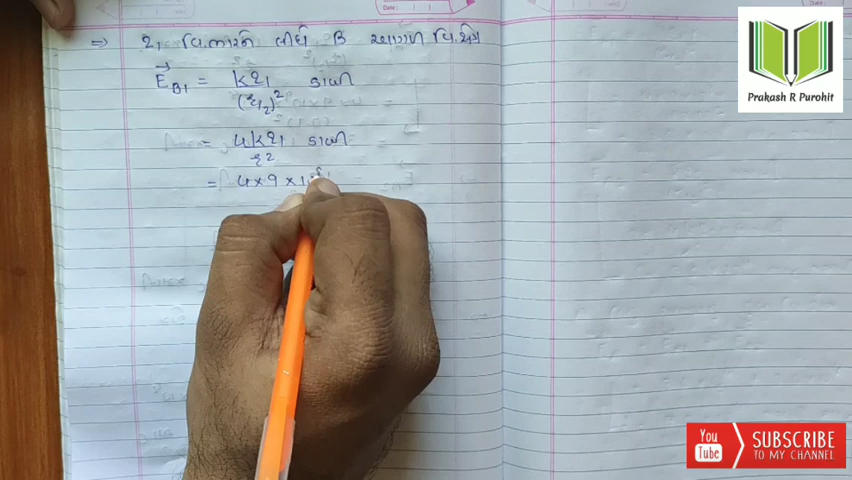 ⇒ q₁ વિ.ભારને લીધે B આગળ વિ.ક્ષેત્ર
E⃗B1 = kq₁ / (r/2)² ડાબી
= 4kq₁ / r² ડાબી
= 4×9×10
Prakash R Purohit
You Tube
SUBSCRIBE
TO MY CHANNEL